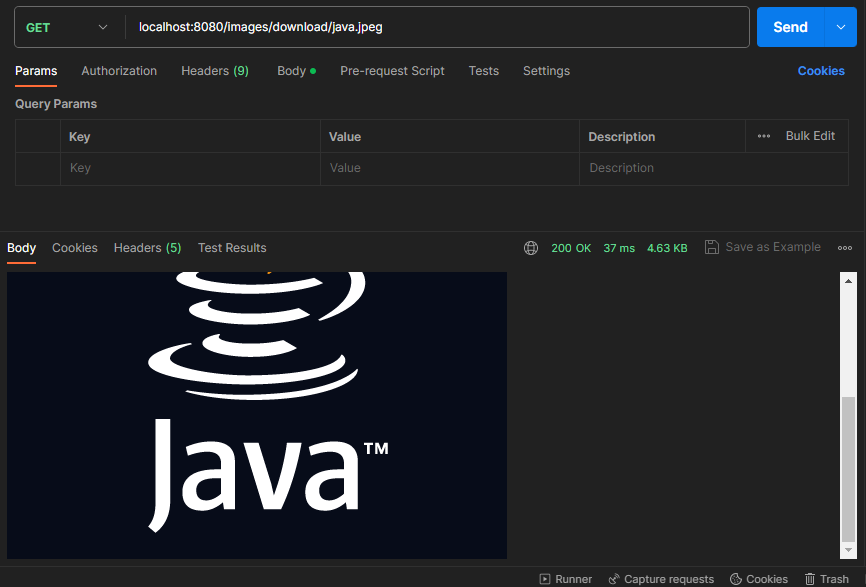 GET localhost:8080/images/download/java.jpeg Send
Params Authorization Headers (9) Body Pre-request Script Tests Settings Cookies
Query Params
Key Value Description ••• Bulk Edit
Key Value Description
Body Cookies Headers (5) Test Results 200 OK 37 ms 4.63 KB Save as Example
Java™
Runner Capture requests Cookies Trash